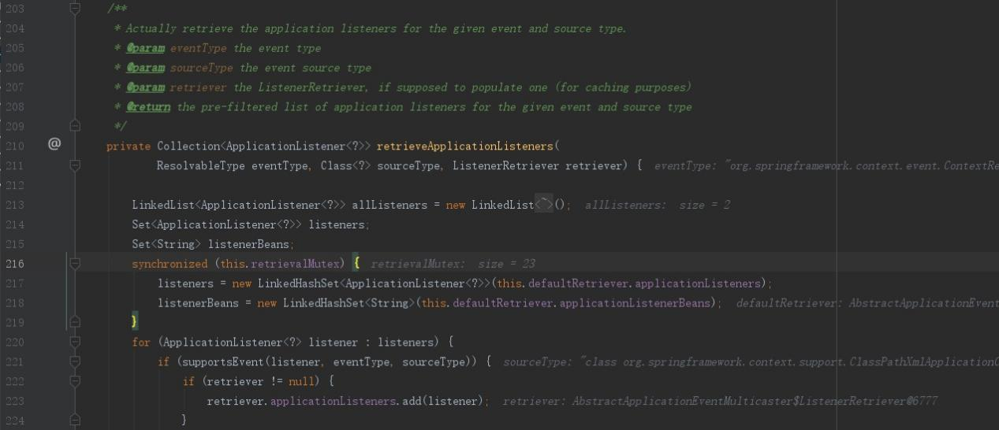 203 /**
204 * Actually retrieve the application listeners for the given event and source type.
205 * @param eventType the event type
206 * @param sourceType the event source type
207 * @param retriever the ListenerRetriever, if supposed to populate one (for caching purposes)
208 * @return the pre-filtered list of application listeners for the given event and source type
209 */
210 @ private Collection<ApplicationListener<?>> retrieveApplicationListeners(
211 ResolvableType eventType, Class<?> sourceType, ListenerRetriever retriever) { eventType: "org.springframework.context.event.ContextRe
212
213 LinkedList<ApplicationListener<?>> allListeners = new LinkedList<~>(); allListeners: size = 2
214 Set<ApplicationListener<?>> listeners;
215 Set<String> listenerBeans;
216 synchronized (this.retrievalMutex) { retrievalMutex: size = 23
217 listeners = new LinkedHashSet<ApplicationListener<?>>(this.defaultRetriever.applicationListeners);
218 listenerBeans = new LinkedHashSet<String>(this.defaultRetriever.applicationListenerBeans); defaultRetriever: AbstractApplicationEvent
219 }
220 for (ApplicationListener<?> listener : listeners) {
221 if (supportsEvent(listener, eventType, sourceType)) { sourceType: "class org.springframework.context.support.ClassPathXmlApplicationC
222 if (retriever != null) {
223 retriever.applicationListeners.add(listener); retriever: AbstractApplicationEventMulticaster$ListenerRetriever@6777
224 }